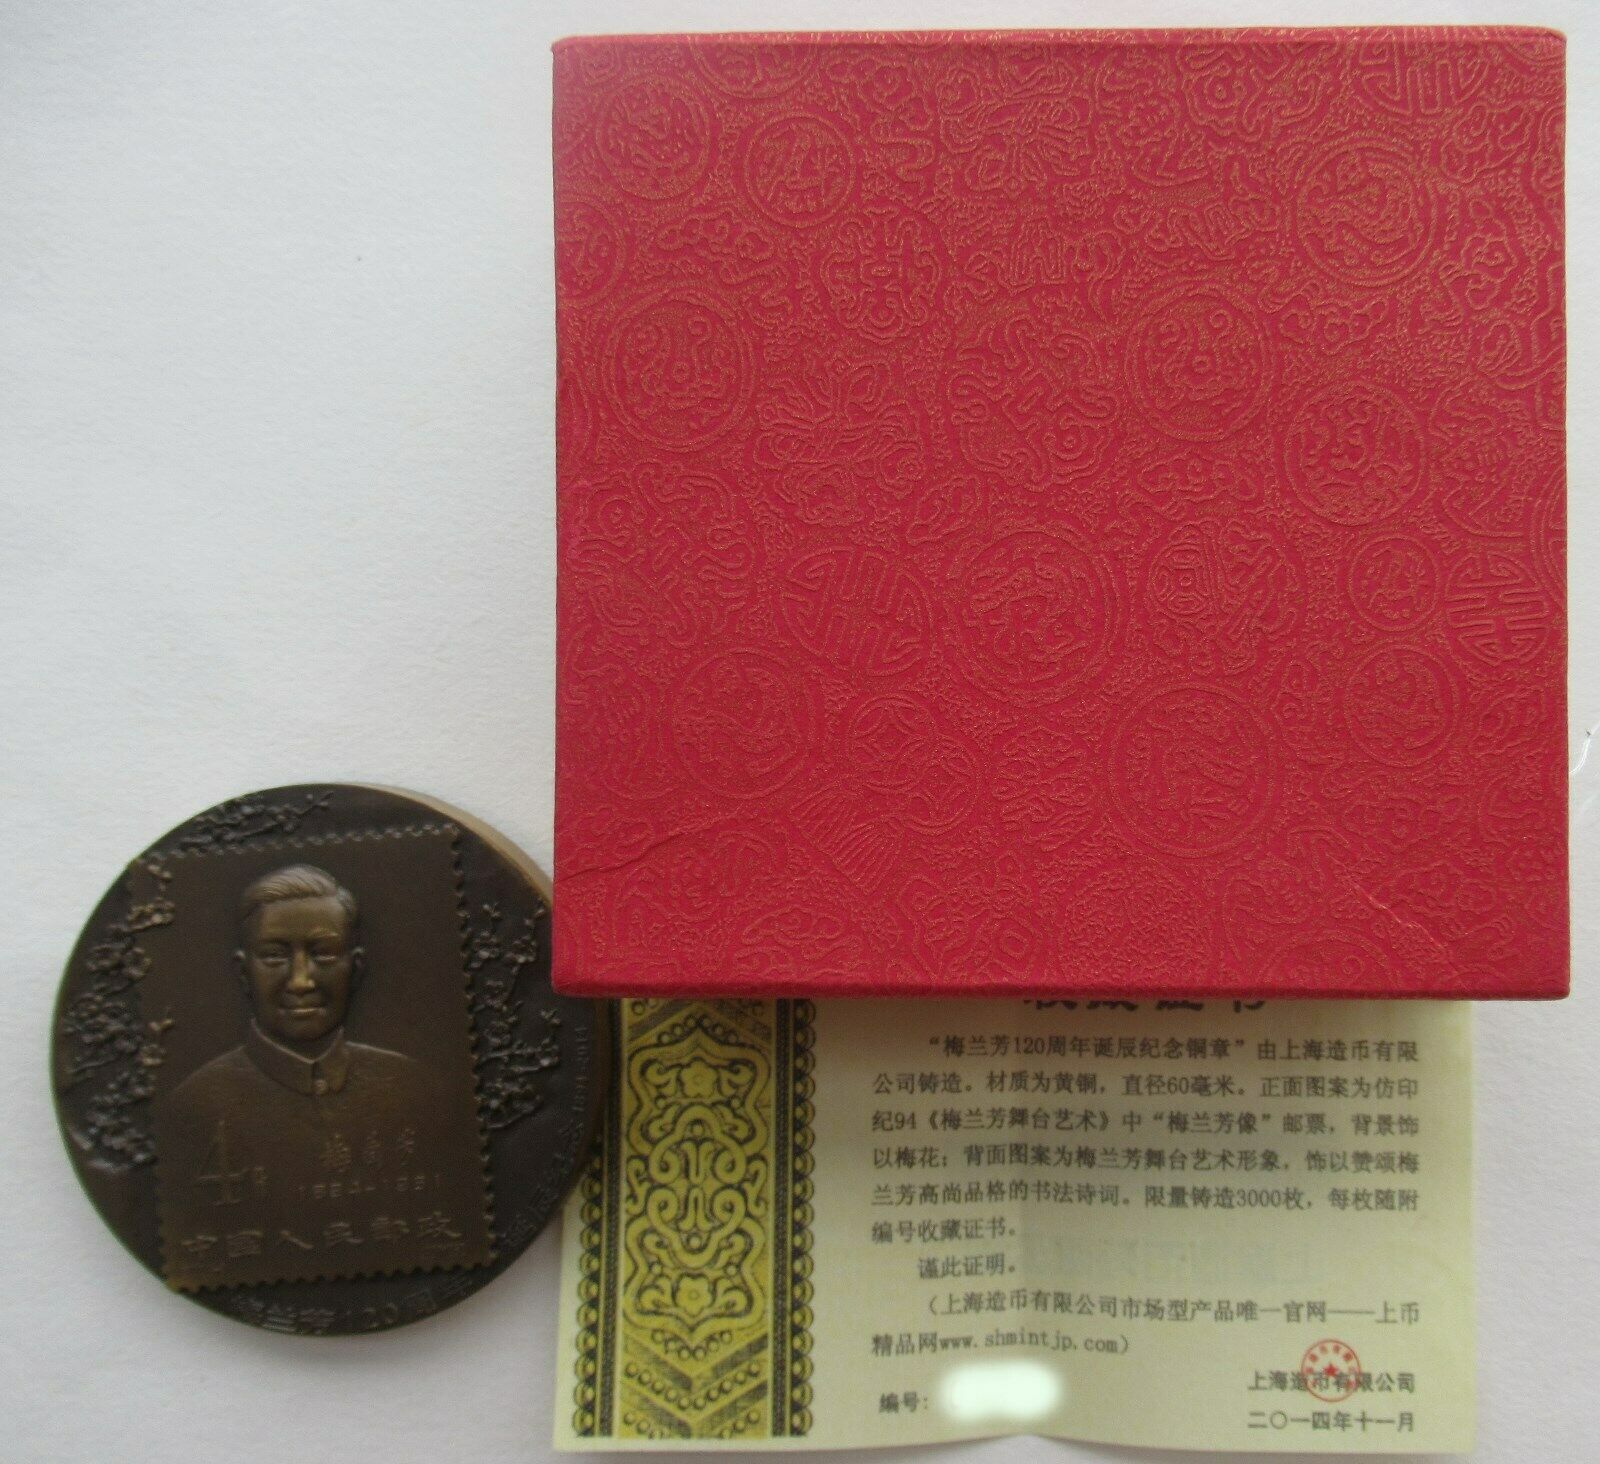 4
1894-1961
中国人民邮政
梅兰芳120周年
诞辰纪念 1894-2014
收藏证书
“梅兰芳120周年诞辰纪念铜章”由上海造币有限
公司铸造。材质为黄铜，直径60毫米。正面图案为仿印
纪94《梅兰芳舞台艺术》中“梅兰芳像”邮票，背景饰
以梅花；背面图案为梅兰芳舞台艺术形象，饰以赞颂梅
兰芳高尚品格的书法诗词。限量铸造3000枚，每枚随附
编号收藏证书。
谨此证明。
（上海造币有限公司市场型产品唯一官网——上币
精品网www.shmintjp.com）
编号：
上海造币有限公司
二〇一四年十一月